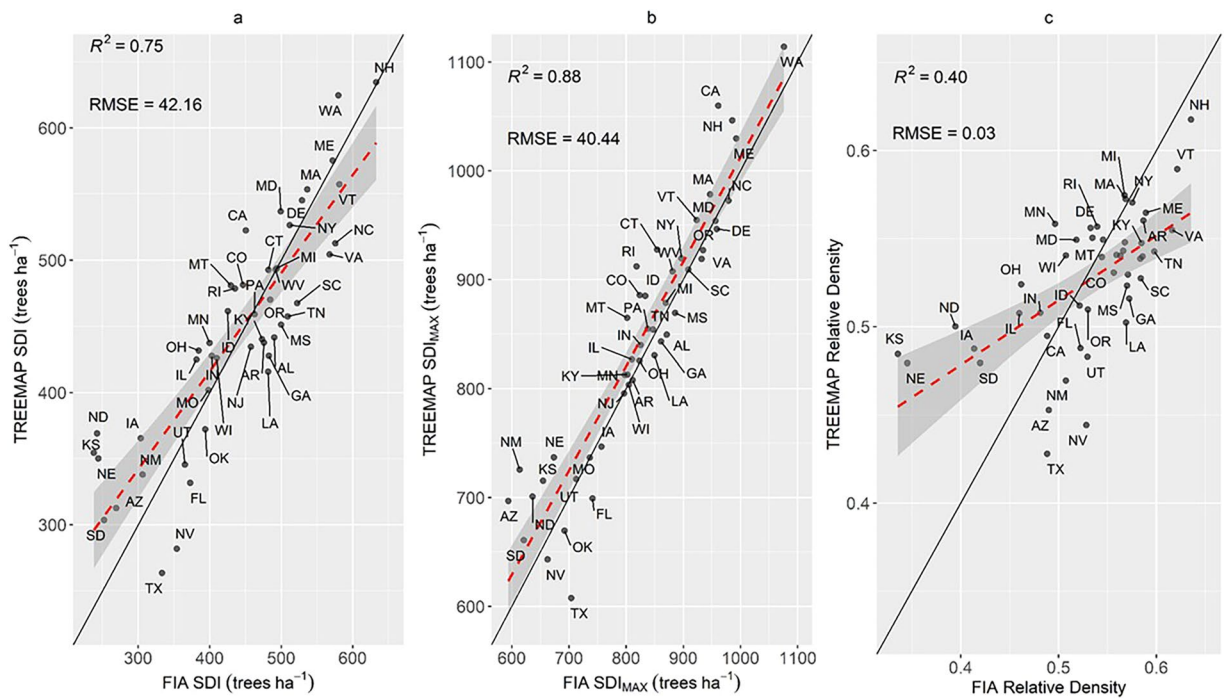 a
R² = 0.75
RMSE = 42.16
NH
WA
ME
MA
MD
DE
VT
NY
NC
CA
CT
MI
VA
MT
CO
RI
PA
WV
SC
KY
OR
TN
MN
ID
MS
OH
IL
IN
AR
AL
MO
NJ
GA
LA
WI
ND
IA
UT
OK
KS
NE
NM
AZ
FL
SD
NV
TX
600
500
400
300
300 400 500 600
TREEMAP SDI (trees ha⁻¹)
FIA SDI (trees ha⁻¹)
b
R² = 0.88
RMSE = 40.44
WA
CA
NH
ME
MA
NC
VT
MD
CT
NY
OR
DE
RI
WV
VA
CO
ID
SC
MT
PA
MI
TN
MS
IN
IL
AL
KY
MN
OH
GA
NJ
AR
LA
WI
IA
NM
NE
KS
MO
UT
AZ
ND
FL
SD
OK
NV
TX
1100
1000
900
800
700
600
600 700 800 900 1000 1100
TREEMAP SDIMAX (trees ha⁻¹)
FIA SDIMAX (trees ha⁻¹)
c
R² = 0.40
RMSE = 0.03
NH
MI
VT
MA
NY
RI
DE
ME
MN
KY
AR
VA
MD
MT
WI
TN
OH
CO
ID
SC
IN
MS
ND
IL
FL
GA
KS
IA
OR
LA
NE
SD
CA
UT
NM
AZ
NV
TX
0.6
0.5
0.4
0.4 0.5 0.6
TREEMAP Relative Density
FIA Relative Density